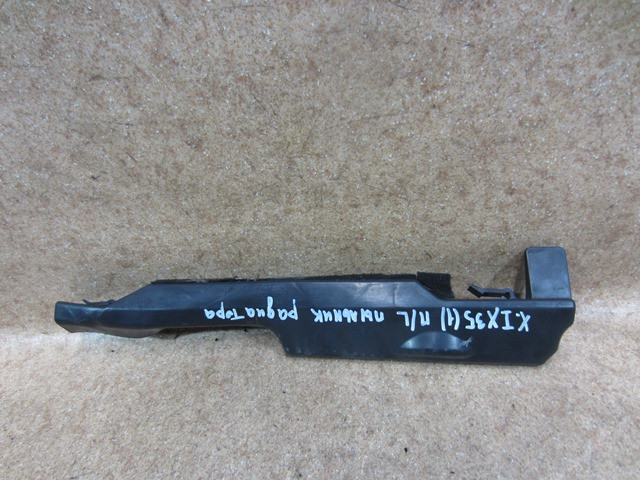 X.IX35(1) п/L пыльник радиатора